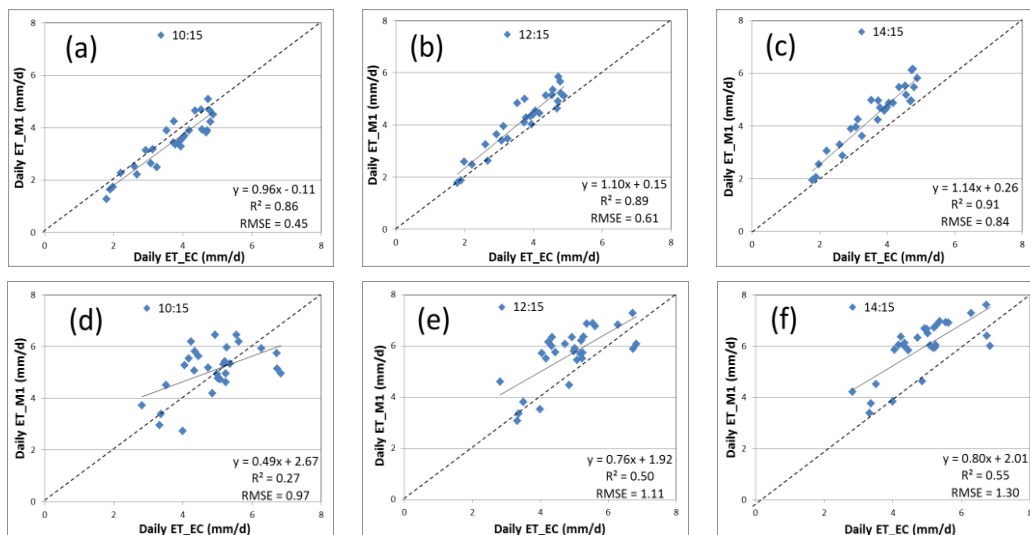 (a)
10:15
Daily ET_M1 (mm/d)
8
6
4
2
0
y = 0.96x - 0.11
R² = 0.86
RMSE = 0.45
0 2 4 6 8
Daily ET_EC (mm/d)
(b)
12:15
Daily ET_M1 (mm/d)
8
6
4
2
0
y = 1.10x + 0.15
R² = 0.89
RMSE = 0.61
0 2 4 6 8
Daily ET_EC (mm/d)
(c)
14:15
Daily ET_M1 (mm/d)
8
6
4
2
0
y = 1.14x + 0.26
R² = 0.91
RMSE = 0.84
0 2 4 6 8
Daily ET_EC (mm/d)
(d)
10:15
Daily ET_M1 (mm/d)
8
6
4
2
0
y = 0.49x + 2.67
R² = 0.27
RMSE = 0.97
0 2 4 6 8
Daily ET_EC (mm/d)
(e)
12:15
Daily ET_M1 (mm/d)
8
6
4
2
0
y = 0.76x + 1.92
R² = 0.50
RMSE = 1.11
0 2 4 6 8
Daily ET_EC (mm/d)
(f)
14:15
Daily ET_M1 (mm/d)
8
6
4
2
0
y = 0.80x + 2.01
R² = 0.55
RMSE = 1.30
0 2 4 6 8
Daily ET_EC (mm/d)